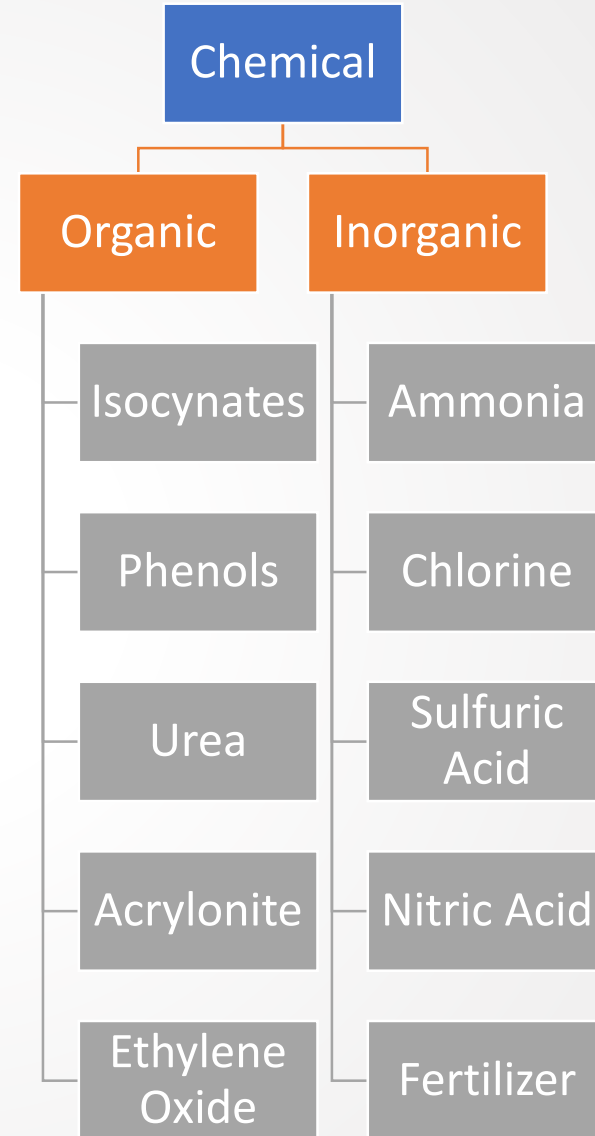 Chemical
Organic
Inorganic
Isocynates
Ammonia
Phenols
Chlorine
Urea
Sulfuric
Acid
Acrylonite
Nitric Acid
Ethylene
Oxide
Fertilizer